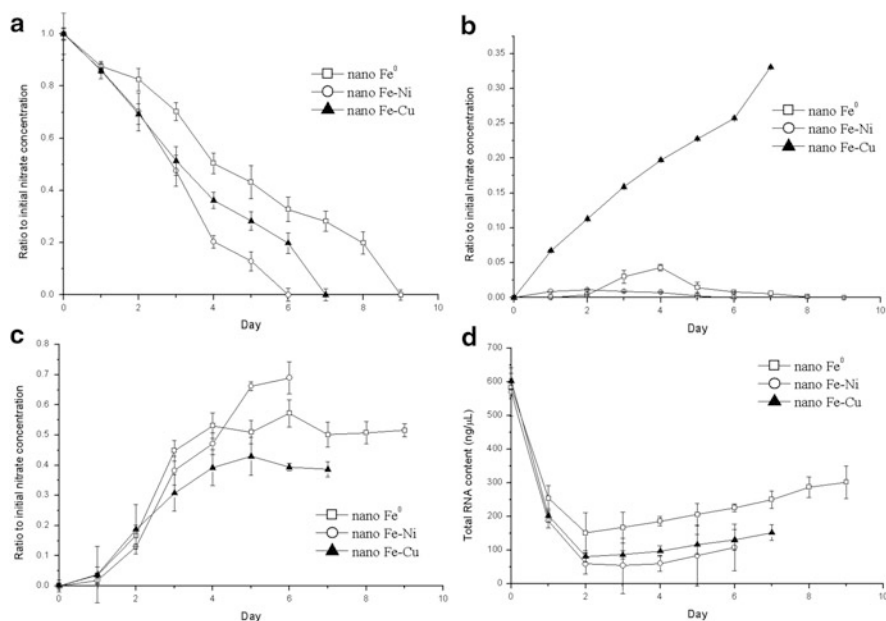 a
Ratio to initial nitrate concentration
1.0
0.8
0.6
0.4
0.2
0.0
0 2 4 6 8 10
Day
nano Fe⁰
nano Fe-Ni
nano Fe-Cu
b
Ratio to initial nitrate concentration
0.35
0.30
0.25
0.20
0.15
0.10
0.05
0.00
0 2 4 6 8 10
Day
nano Fe⁰
nano Fe-Ni
nano Fe-Cu
c
Ratio to initial nitrate concentration
0.8
0.7
0.6
0.5
0.4
0.3
0.2
0.1
0.0
0 2 4 6 8 10
Day
nano Fe⁰
nano Fe-Ni
nano Fe-Cu
d
Total RNA content (ng/µL)
700
600
500
400
300
200
100
0
0 2 4 6 8 10
Day
nano Fe⁰
nano Fe-Ni
nano Fe-Cu